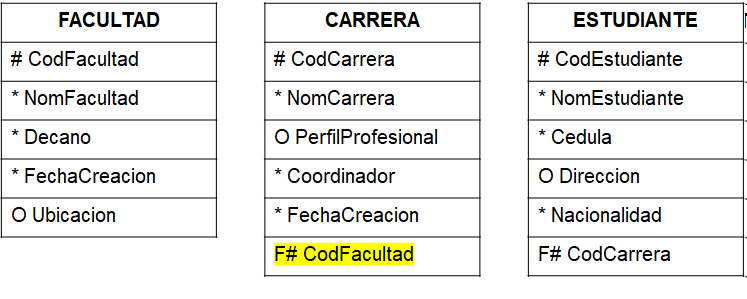 FACULTAD
# CodFacultad
* NomFacultad
* Decano
* FechaCreacion
O Ubicacion
CARRERA
# CodCarrera
* NomCarrera
O PerfilProfesional
* Coordinador
* FechaCreacion
F# CodFacultad
ESTUDIANTE
# CodEstudiante
* NomEstudiante
* Cedula
O Direccion
* Nacionalidad
F# CodCarrera